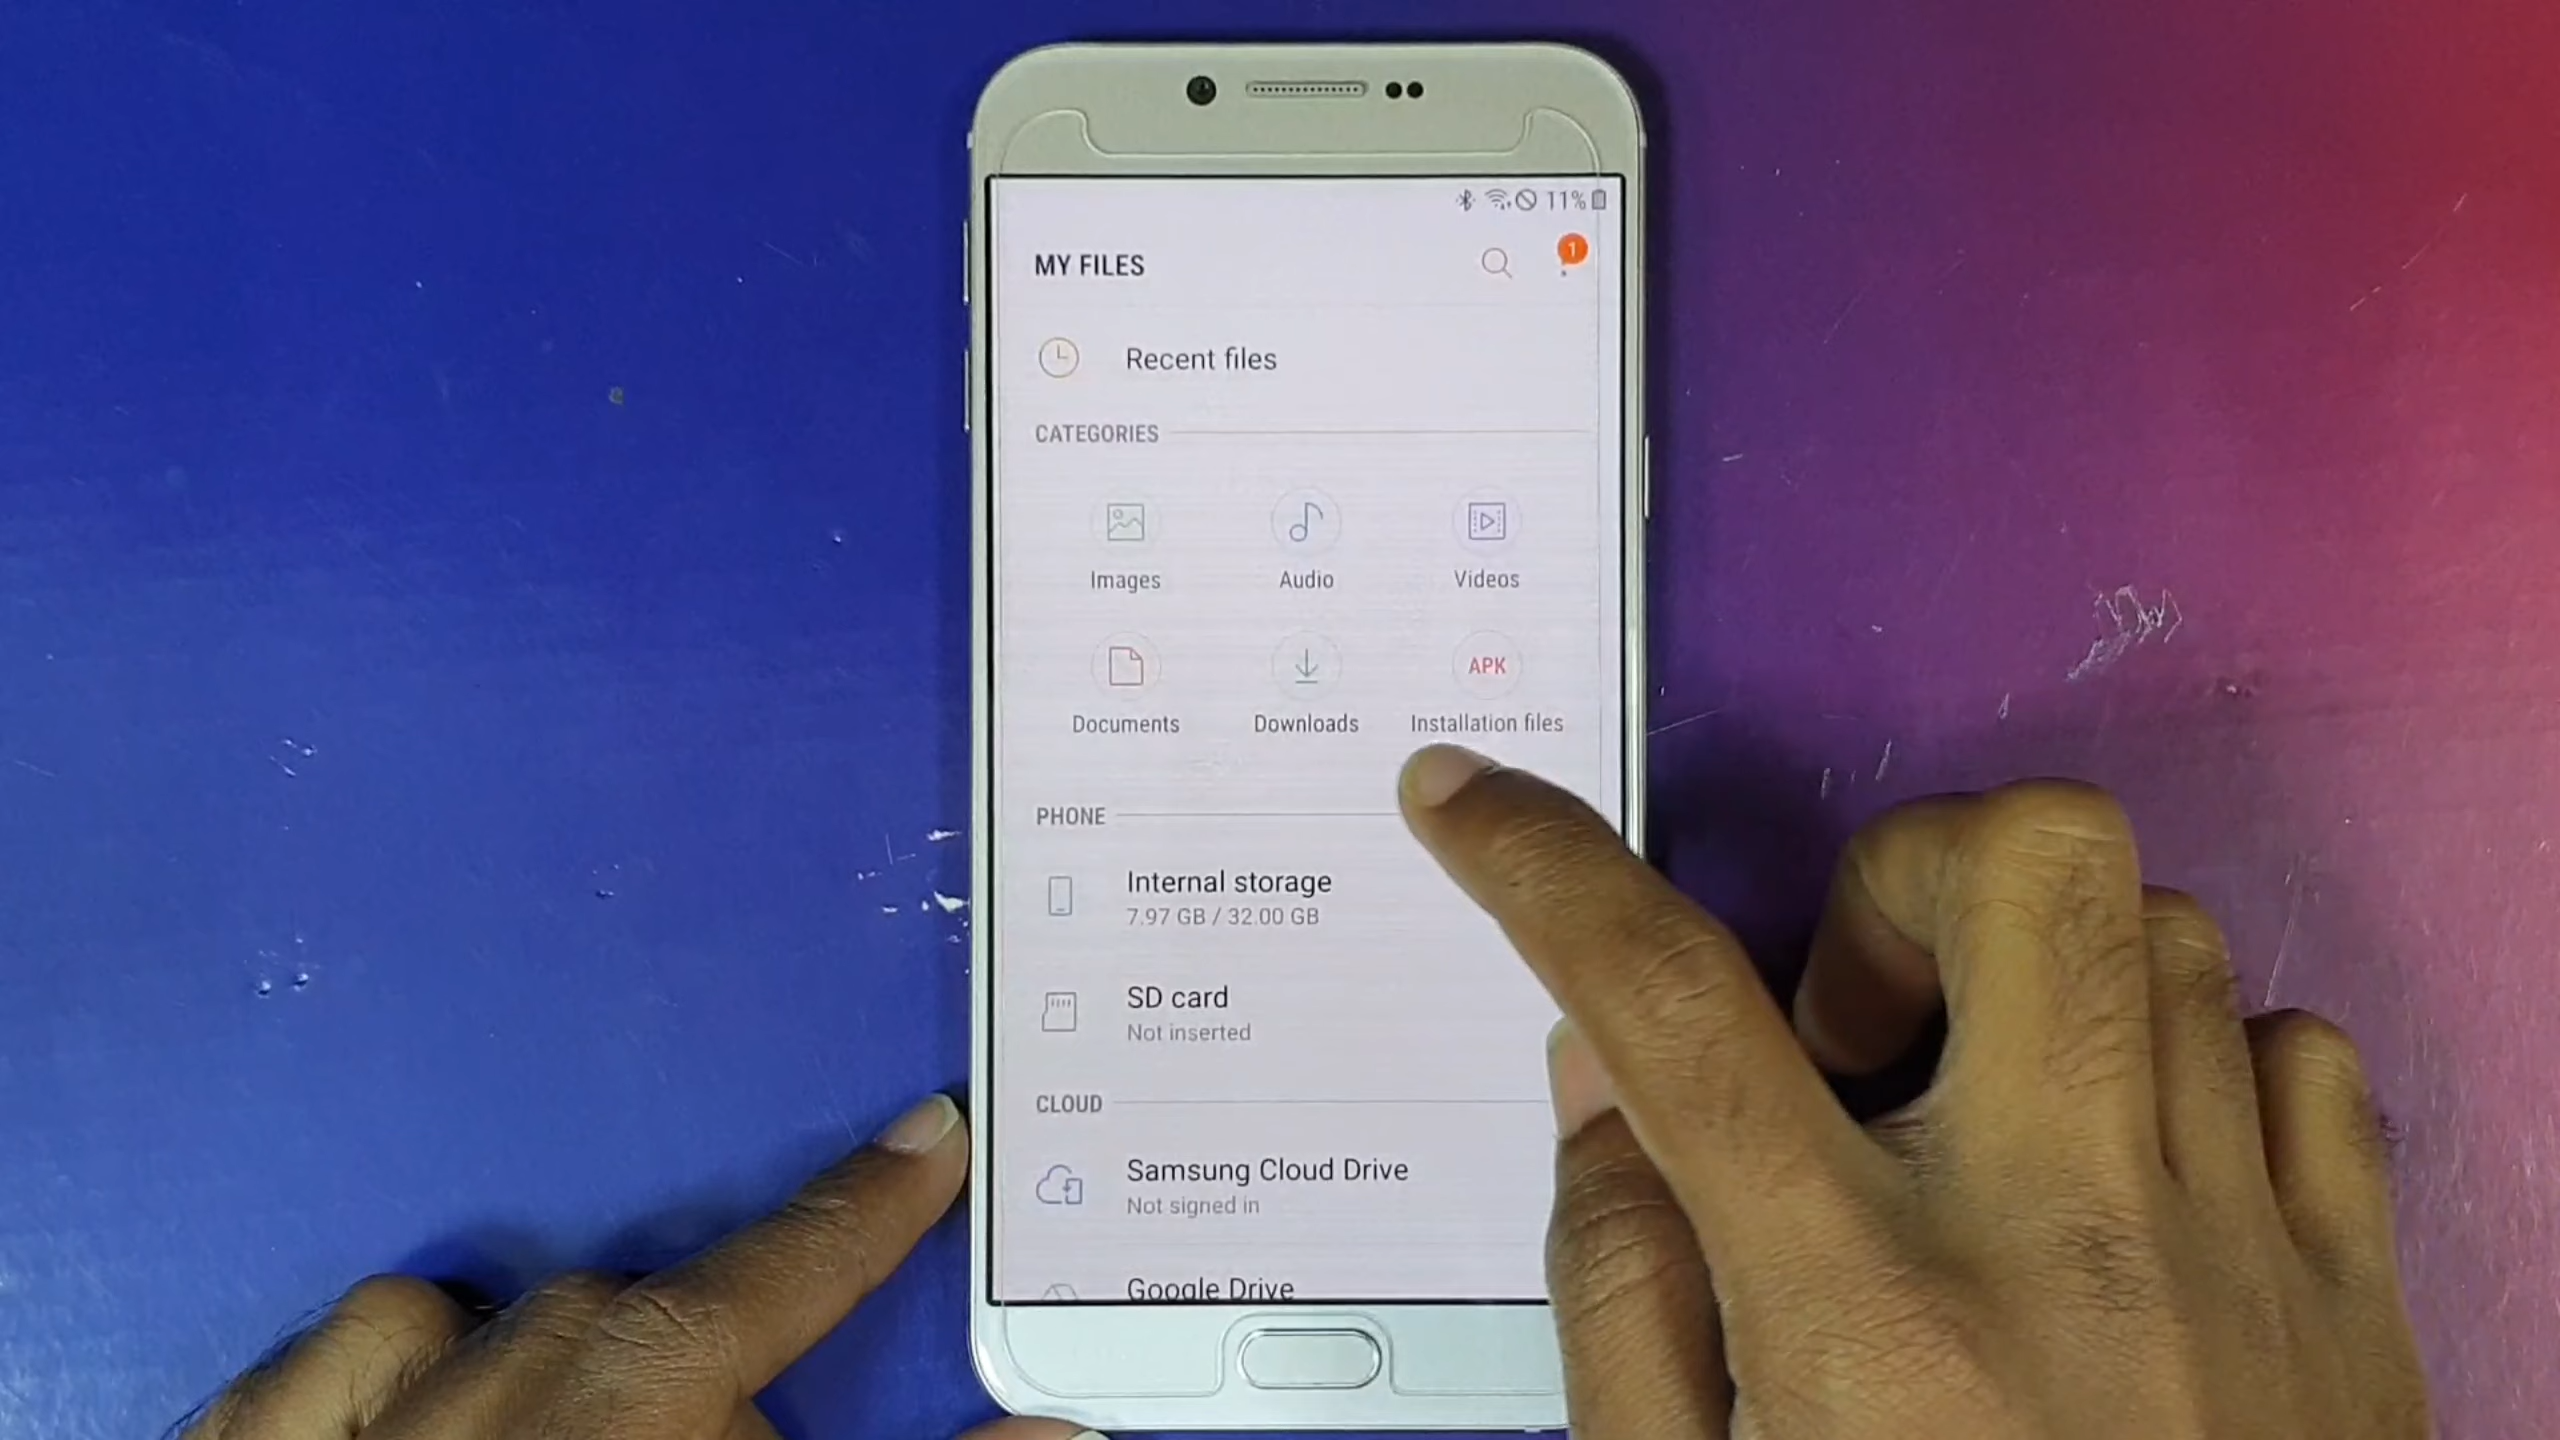 11%
MY FILES
1
Recent files
CATEGORIES
Images Audio Videos
APK
Documents Downloads Installation files
PHONE
Internal storage
7.97 GB / 32.00 GB
SD card
Not inserted
CLOUD
Samsung Cloud Drive
Not signed in
Google Drive